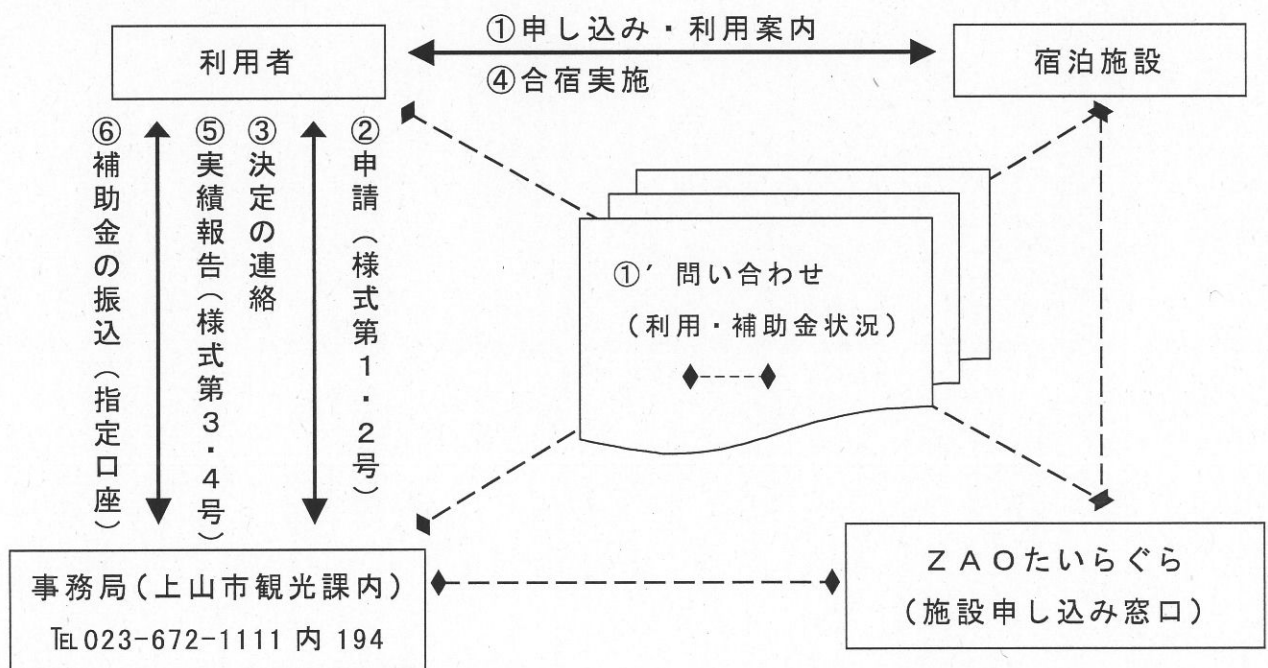 利用者
①申し込み・利用案内
④合宿実施
宿泊施設
②申請（様式第１・２号）
③決定の連絡
⑤実績報告（様式第３・４号）
⑥補助金の振込（指定口座）
①′問い合わせ
（利用・補助金状況）
事務局（上山市観光課内）
℡023-672-1111 内 194
ＺＡＯたいらぐら
（施設申し込み窓口）